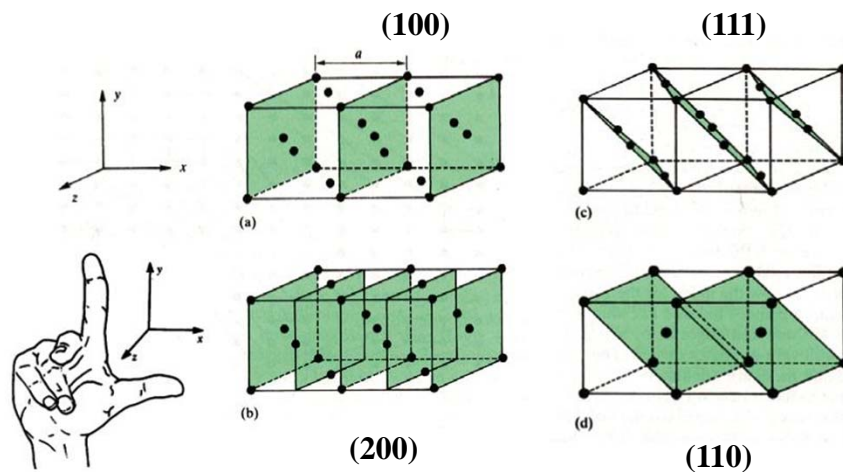 (100)
(111)
a
y
x
z
(a)
(c)
y
x
z
(b)
(d)
(200)
(110)